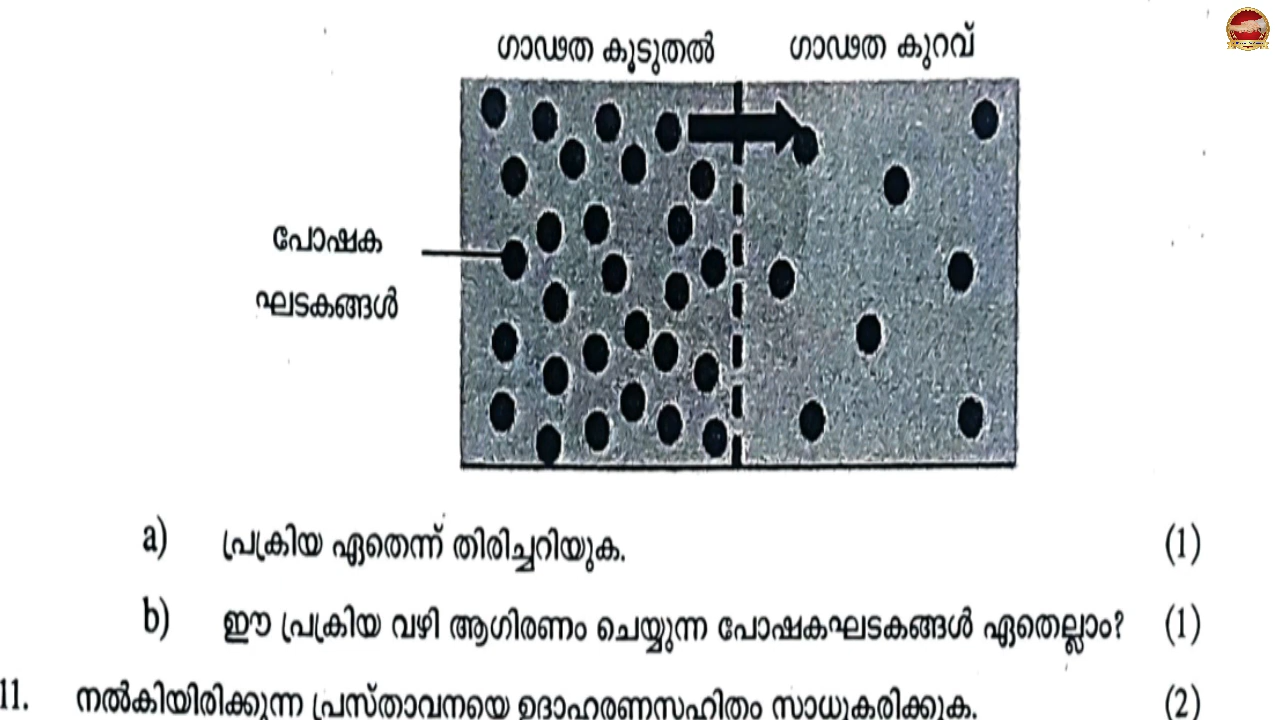 ഗാഢത കൂടുതൽ ഗാഢത കുറവ്
പോഷക
ഘടകങ്ങൾ
a) പ്രക്രിയ ഏതെന്ന് തിരിച്ചറിയുക. (1)
b) ഈ പ്രക്രിയ വഴി ആഗിരണം ചെയ്യുന്ന പോഷകഘടകങ്ങൾ ഏതെല്ലാം? (1)
11. നൽകിയിരിക്കുന്ന പ്രസ്താവനയെ ഉദാഹരണസഹിതം സാധൂകരിക്കുക. (2)